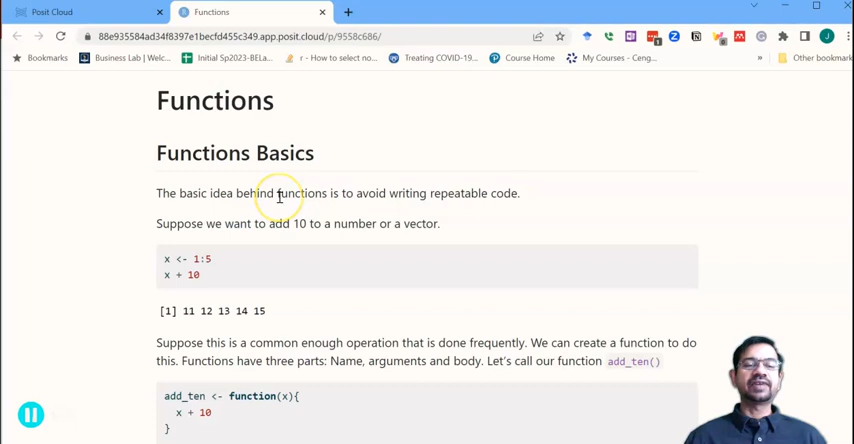 Posit Cloud
Functions
88e935584ad34f8397e1becfd455c349.app.posit.cloud/p/9558c686/
Bookmarks
Business Lab | Welc...
Initial Sp2023-BELa...
r - How to select no...
Treating COVID-19...
Course Home
My Courses - Ceng...
»
Other bookmark
Functions
Functions Basics
The basic idea behind functions is to avoid writing repeatable code.
Suppose we want to add 10 to a number or a vector.
x <- 1:5
x + 10
[1] 11 12 13 14 15
Suppose this is a common enough operation that is done frequently. We can create a function to do
this. Functions have three parts: Name, arguments and body. Let's call our function add_ten()
add_ten <- function(x){
x + 10
}